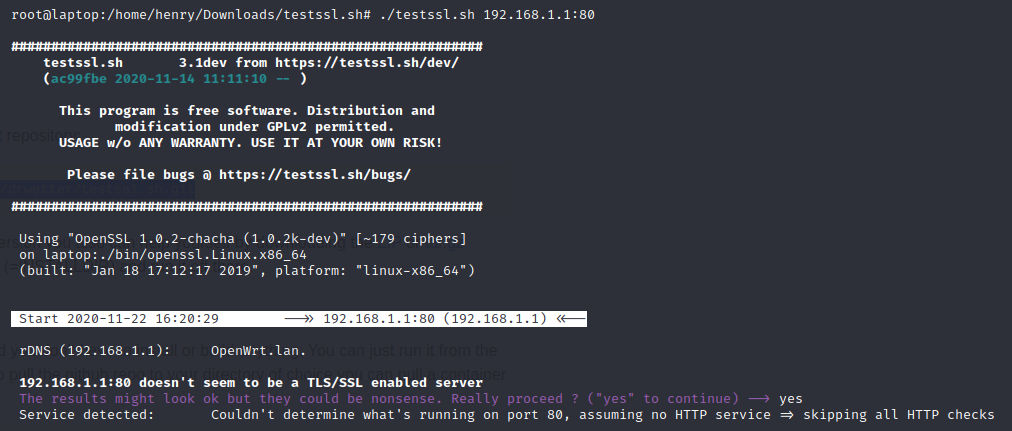 root@laptop:/home/henry/Downloads/testssl.sh# ./testssl.sh 192.168.1.1:80
###########################################################
testssl.sh 3.1dev from https://testssl.sh/dev/
(ac99fbe 2020-11-14 11:11:10 -- )
This program is free software. Distribution and
modification under GPLv2 permitted.
USAGE w/o ANY WARRANTY. USE IT AT YOUR OWN RISK!
Please file bugs @ https://testssl.sh/bugs/
###########################################################
Using "OpenSSL 1.0.2-chacha (1.0.2k-dev)" [~179 ciphers]
on laptop:./bin/openssl.Linux.x86_64
(built: "Jan 18 17:12:17 2019", platform: "linux-x86_64")
Start 2020-11-22 16:20:29 -->> 192.168.1.1:80 (192.168.1.1) <<--
rDNS (192.168.1.1): OpenWrt.lan.
192.168.1.1:80 doesn't seem to be a TLS/SSL enabled server
The results might look ok but they could be nonsense. Really proceed ? ("yes" to continue) --> yes
Service detected: Couldn't determine what's running on port 80, assuming no HTTP service => skipping all HTTP checks